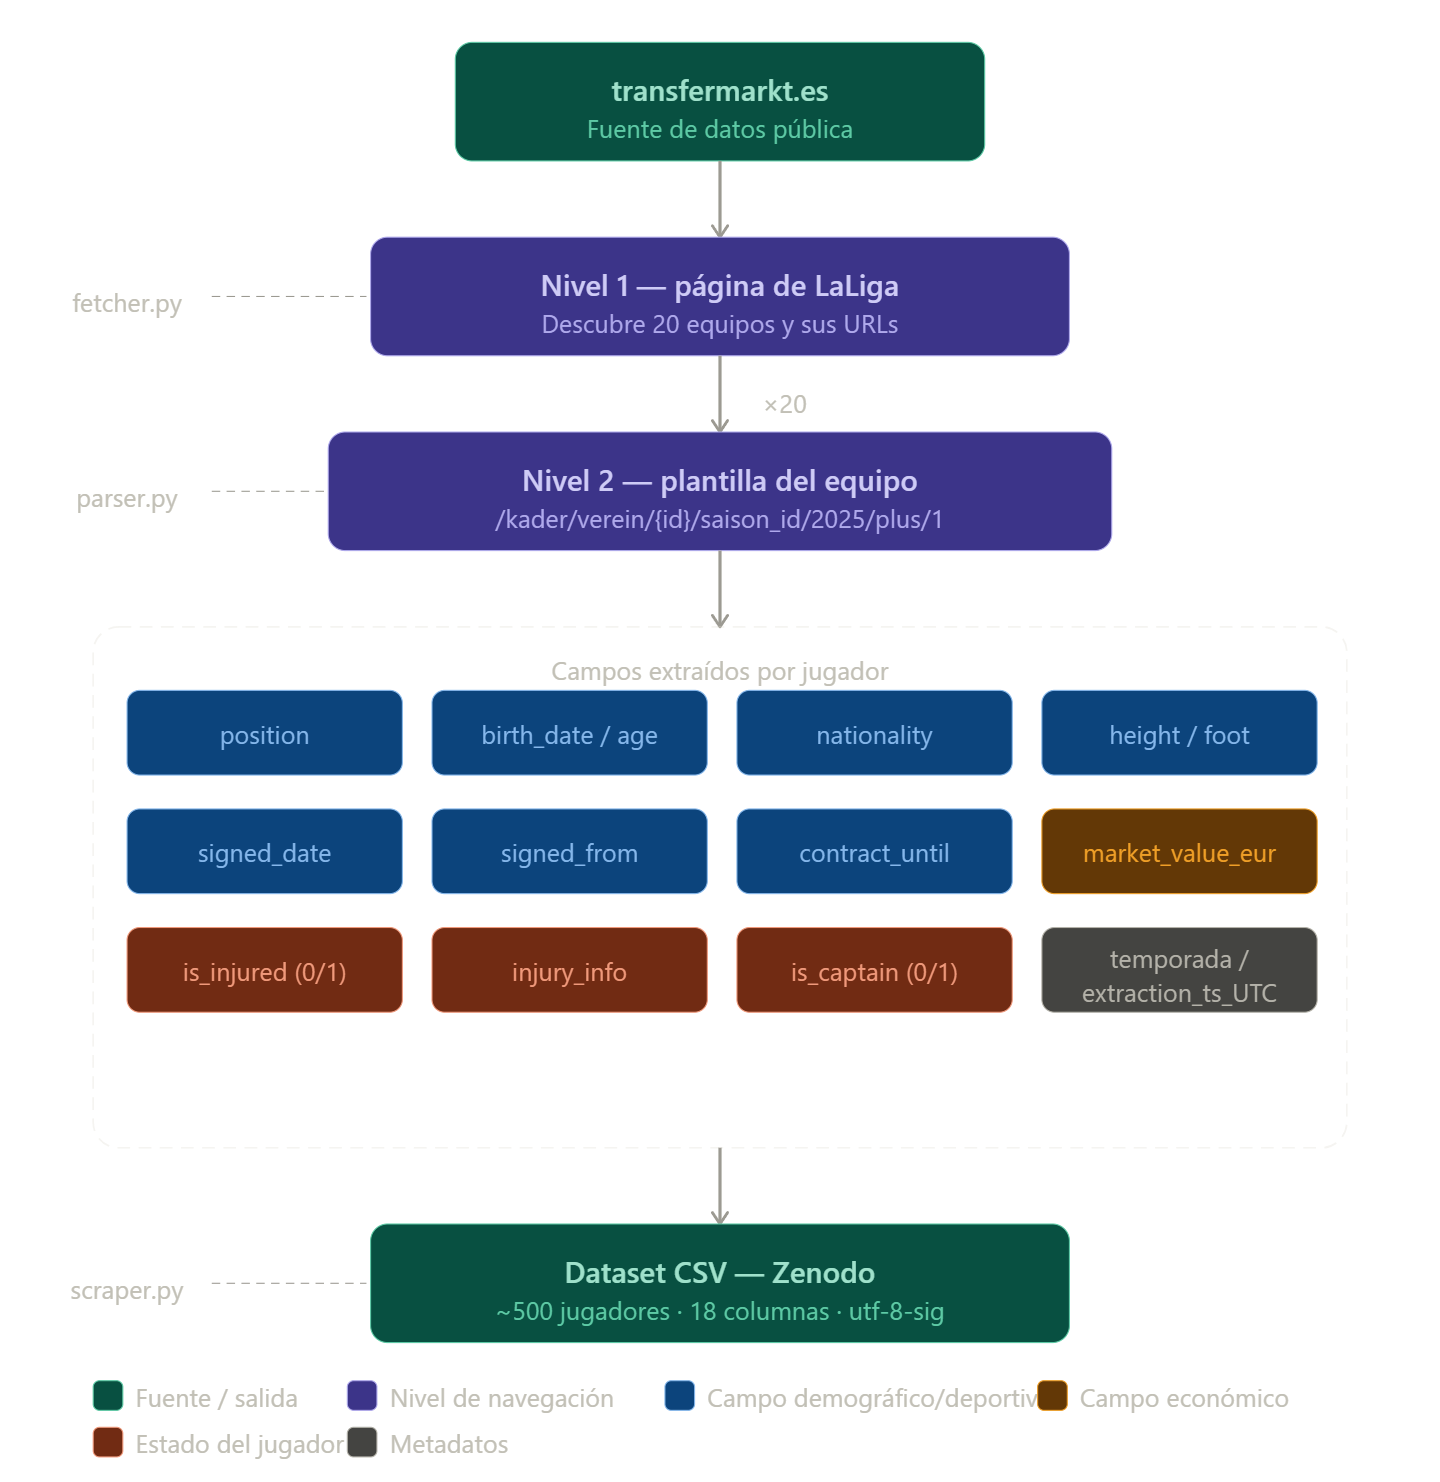 transfermarkt.es
Fuente de datos pública
Nivel 1 — página de LaLiga
Descubre 20 equipos y sus URLs
fetcher.py
×20
Nivel 2 — plantilla del equipo
/kader/verein/{id}/saison_id/2025/plus/1
parser.py
Campos extraídos por jugador
position
birth_date / age
nationality
height / foot
signed_date
signed_from
contract_until
market_value_eur
is_injured (0/1)
injury_info
is_captain (0/1)
temporada /
extraction_ts_UTC
Dataset CSV — Zenodo
~500 jugadores · 18 columnas · utf-8-sig
scraper.py
Fuente / salida
Nivel de navegación
Campo demográfico/deportiv
Campo económico
Estado del jugador
Metadatos